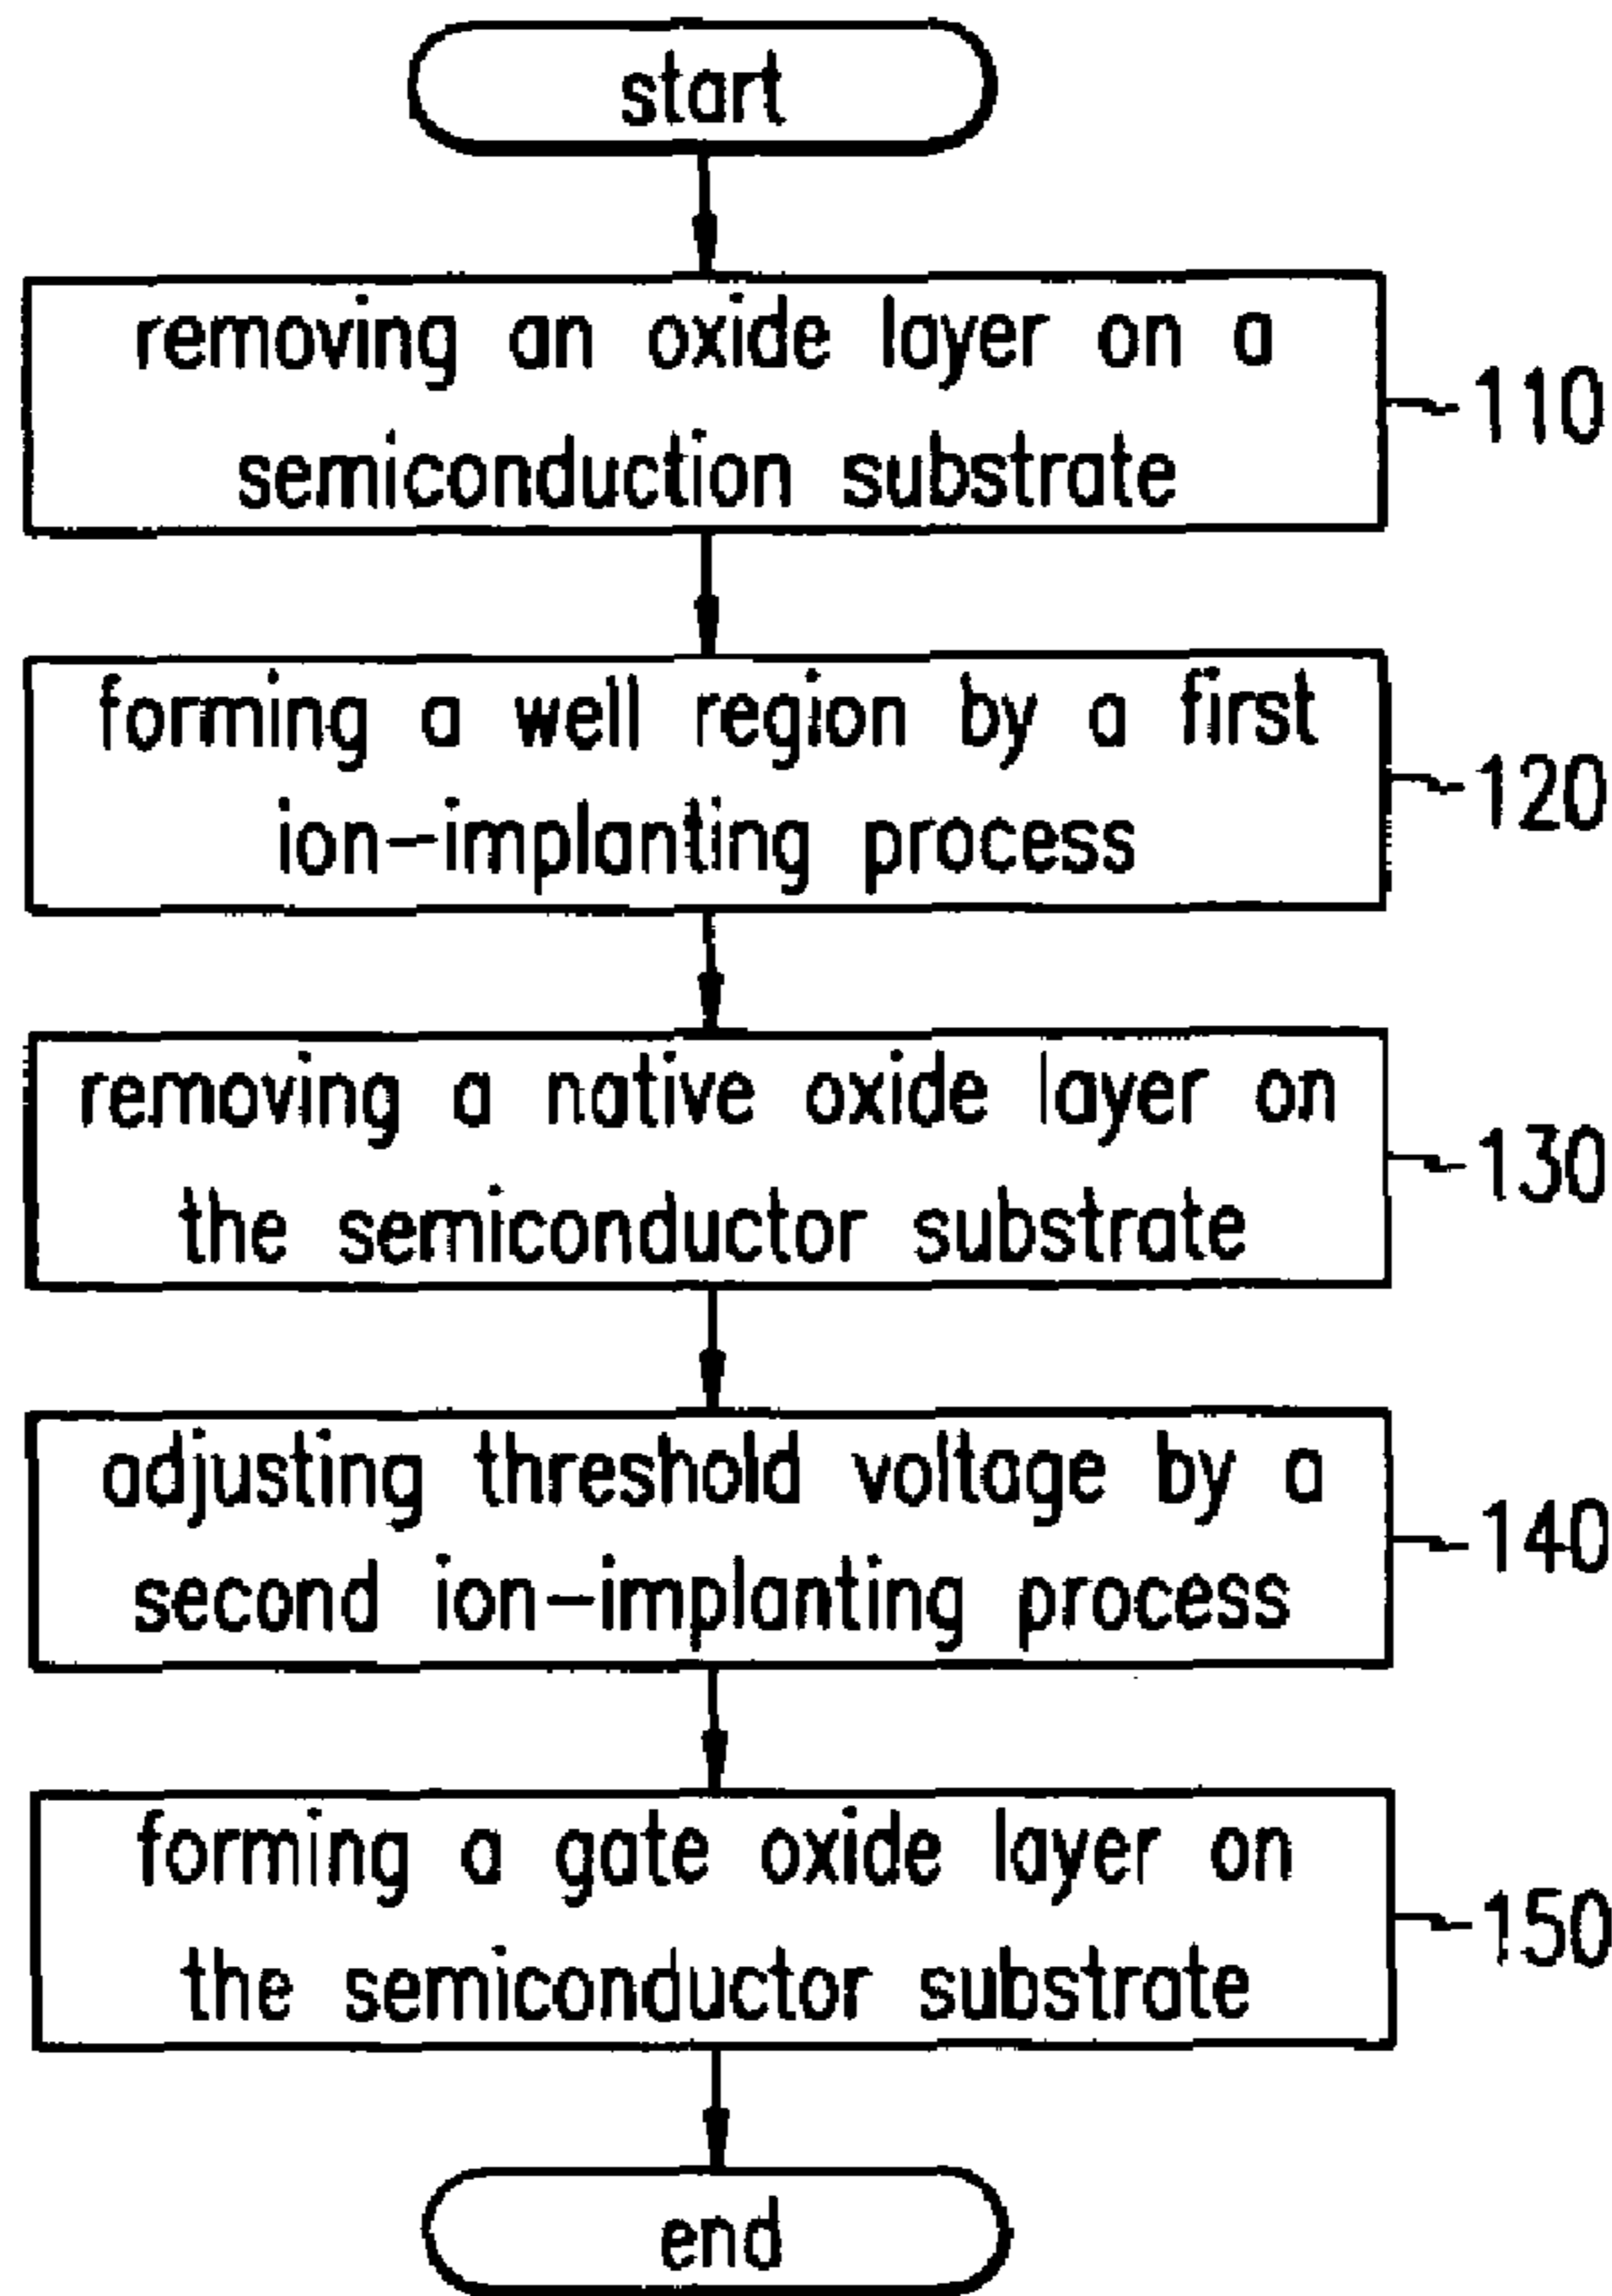 start
removing an oxide layer on a
semiconduction substrate
110
forming a well region by a first
ion-implanting process
120
removing a native oxide layer on
the semiconductor substrate
130
adjusting threshold voltage by a
second ion-implanting process
140
forming a gate oxide layer on
the semiconductor substrate
150
end